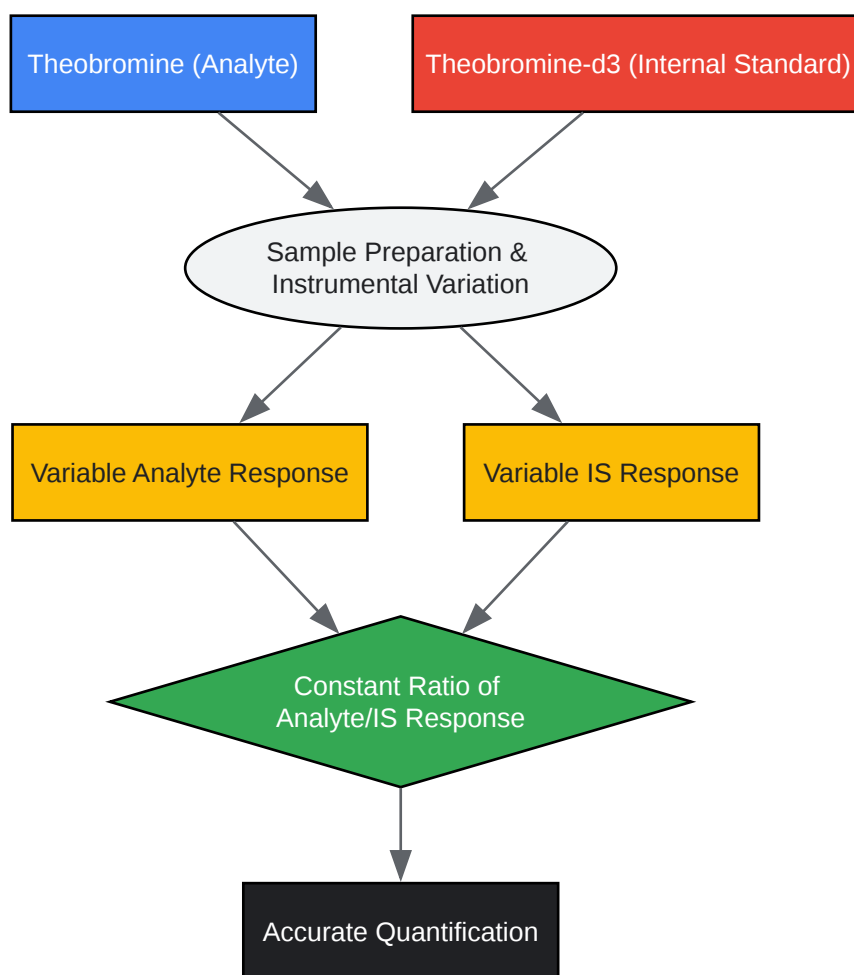 Theobromine (Analyte)
Theobromine-d3 (Internal Standard)
Sample Preparation &
Instrumental Variation
Variable Analyte Response
Variable IS Response
Constant Ratio of
Analyte/IS Response
Accurate Quantification